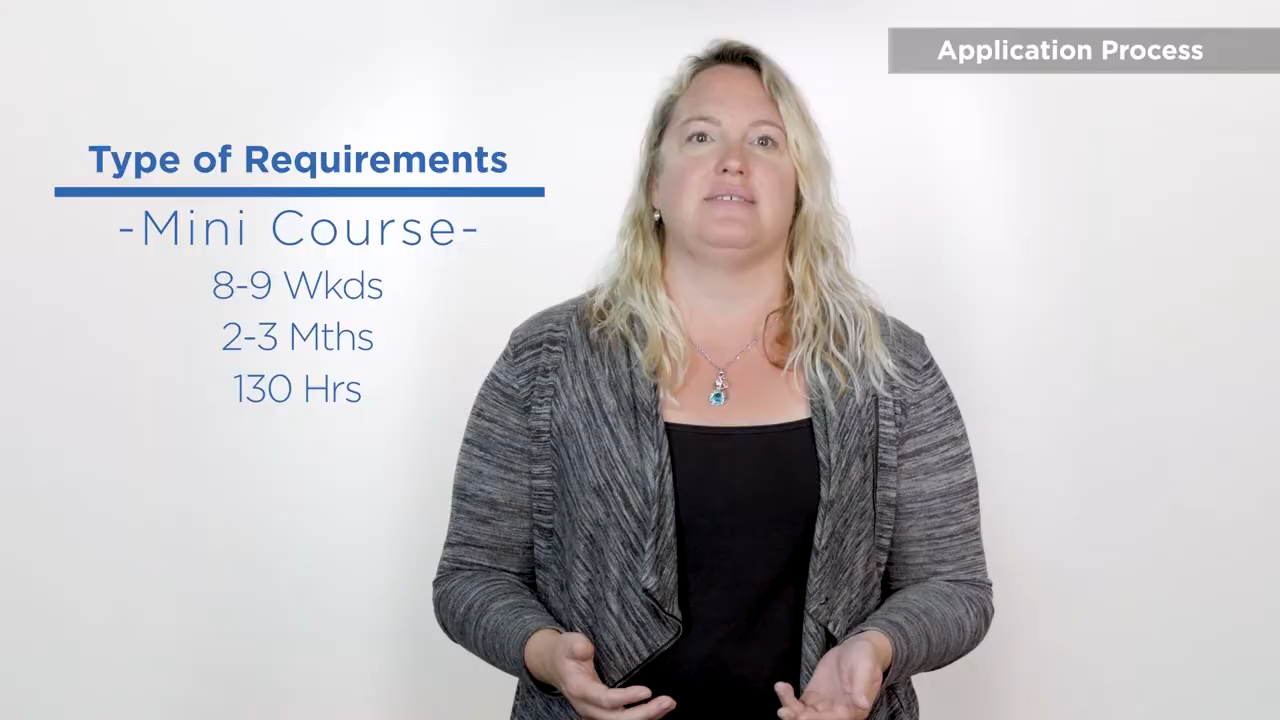 Application Process
Type of Requirements
-Mini Course-
8-9 Wkds
2-3 Mths
130 Hrs